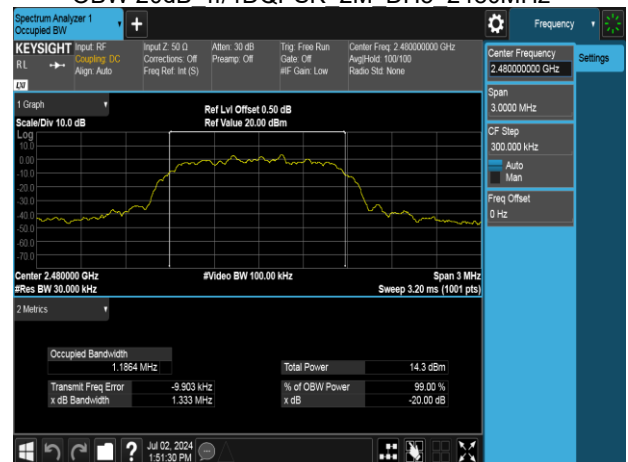 OBW 20dB π/4DQPSK 2M DH5 2480MHz
Spectrum Analyzer 1
Occupied BW
Frequency
KEYSIGHT
RL
Input: RF
Coupling: DC
Align: Auto
Input Z: 50 Ω
Corrections: Off
Freq Ref: Int (S)
Atten: 30 dB
Preamp: Off
Trig: Free Run
Gate: Off
#IF Gain: Low
Center Freq: 2.480000000 GHz
Avg|Hold: 100/100
Radio Std: None
LXI
Center Frequency
2.480000000 GHz
Settings
Span
3.0000 MHz
CF Step
300.000 kHz
Auto
Man
Freq Offset
0 Hz
1 Graph
Scale/Div 10.0 dB
Ref Lvl Offset 0.50 dB
Ref Value 20.00 dBm
Log
10.0
0.00
-10.0
-20.0
-30.0
-40.0
-50.0
-60.0
-70.0
Center 2.480000 GHz
#Res BW 30.000 kHz
#Video BW 100.00 kHz
Span 3 MHz
Sweep 3.20 ms (1001 pts)
2 Metrics
Occupied Bandwidth
1.1864 MHz
Total Power 14.3 dBm
Transmit Freq Error -9.903 kHz
% of OBW Power 99.00 %
x dB Bandwidth 1.333 MHz
x dB -20.00 dB
?
Jul 02, 2024
1:51:30 PM